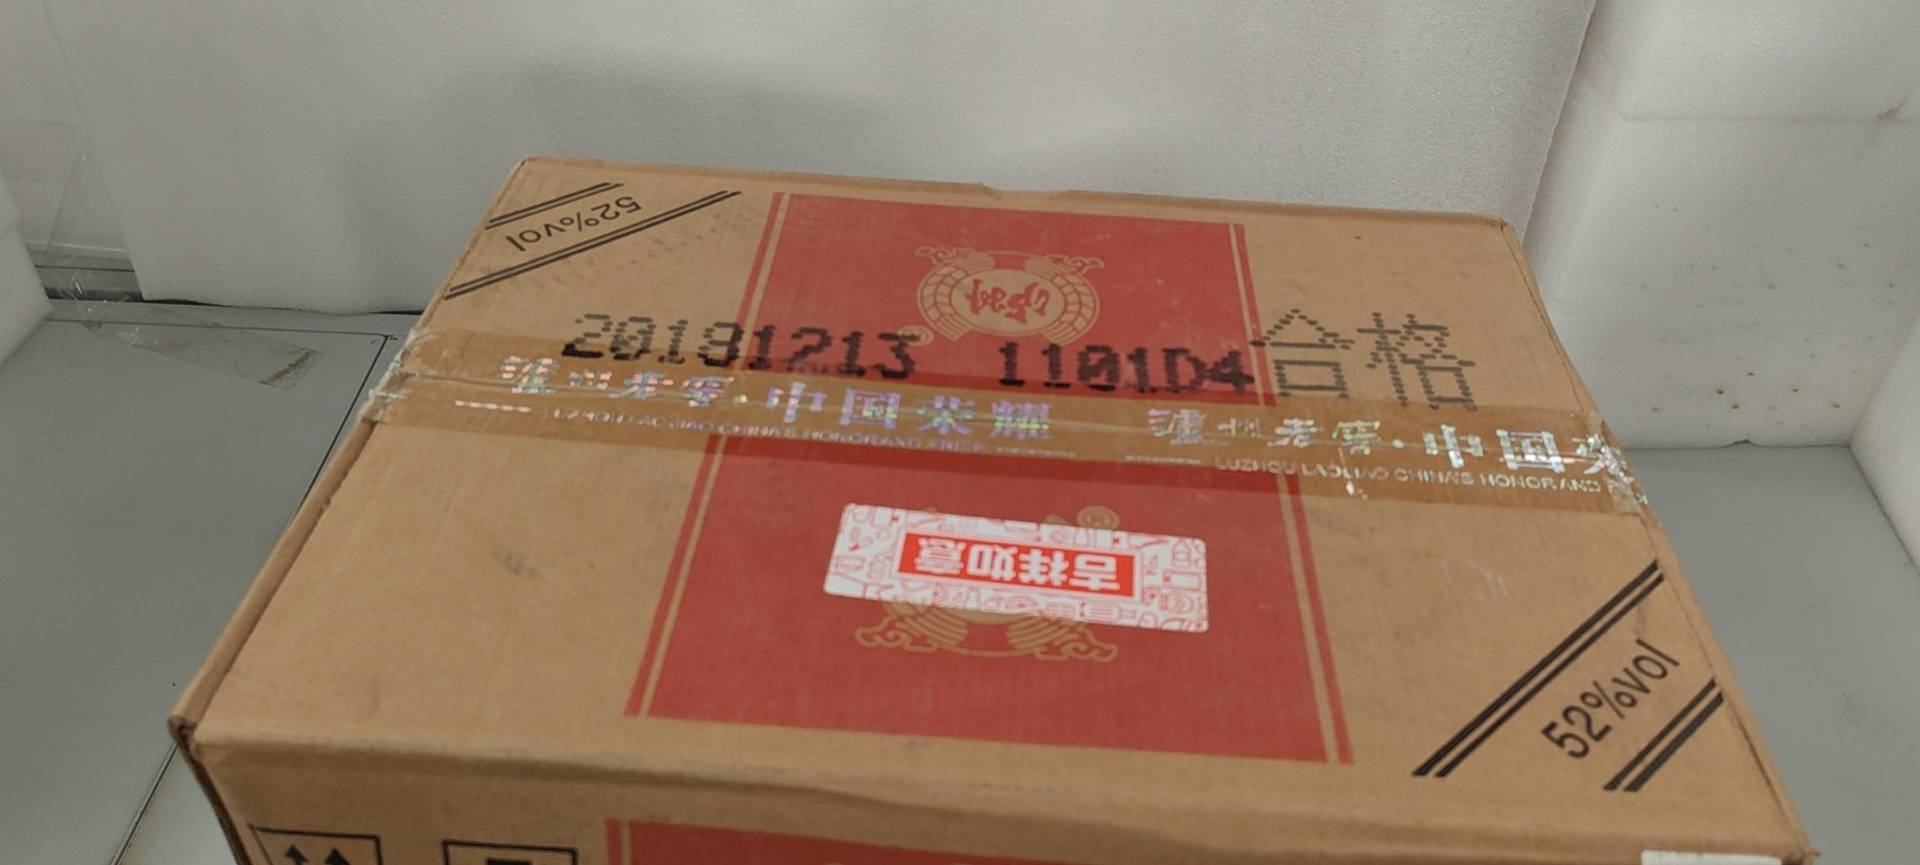 52%vol
20181213 1101D4 合格
泸州老窖·中国荣耀 泸州老窖·中国荣
LUZHOU LAOJIAO CHINA'S HONOR AND LUZHOU LAOJIAO CHINA'S HONOR AND
吉祥如意
52%vol